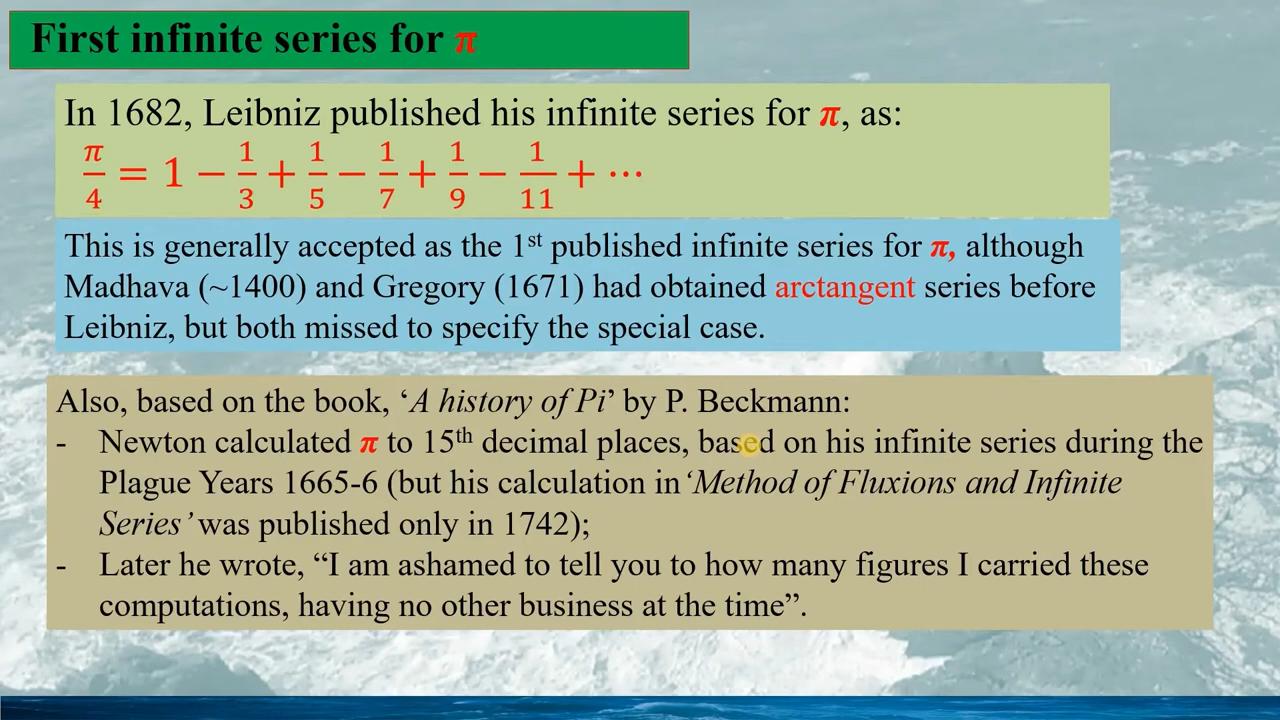 First infinite series for π
In 1682, Leibniz published his infinite series for π, as:
π/4 = 1 − 1/3 + 1/5 − 1/7 + 1/9 − 1/11 + ⋯
This is generally accepted as the 1st published infinite series for π, although
Madhava (~1400) and Gregory (1671) had obtained arctangent series before
Leibniz, but both missed to specify the special case.
Also, based on the book, ‘A history of Pi’ by P. Beckmann:
- Newton calculated π to 15th decimal places, based on his infinite series during the
Plague Years 1665-6 (but his calculation in ‘Method of Fluxions and Infinite
Series’ was published only in 1742);
- Later he wrote, “I am ashamed to tell you to how many figures I carried these
computations, having no other business at the time”.